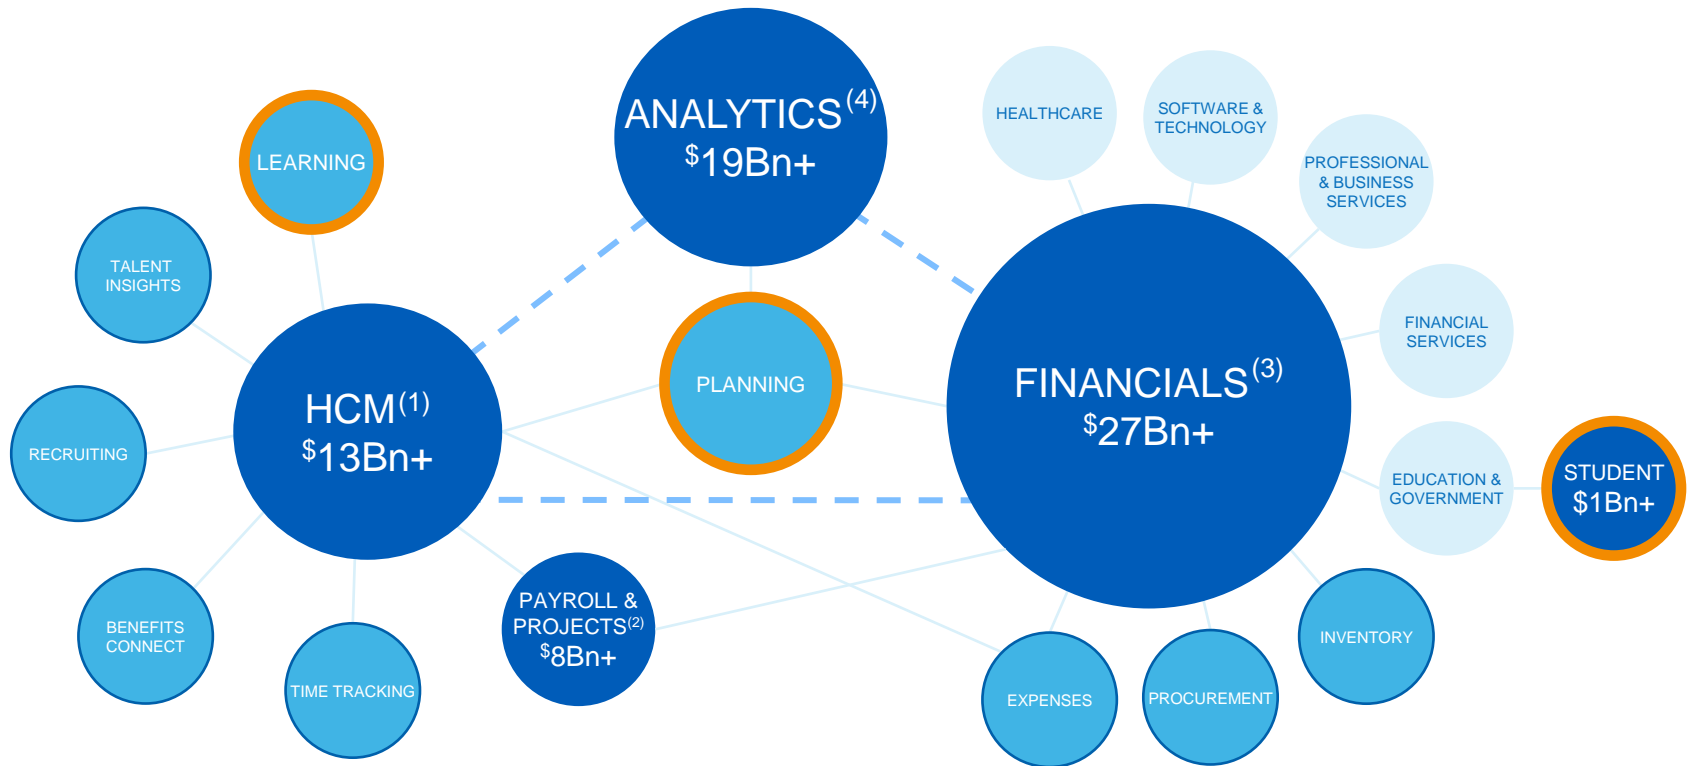 ANALYTICS(4)
$19Bn+
HEALTHCARE
SOFTWARE &
TECHNOLOGY
PROFESSIONAL
& BUSINESS
SERVICES
LEARNING
TALENT
INSIGHTS
FINANCIAL
SERVICES
PLANNING
FINANCIALS(3)
$27Bn+
HCM(1)
$13Bn+
RECRUITING
EDUCATION &
GOVERNMENT
STUDENT
$1Bn+
PAYROLL &
PROJECTS(2)
$8Bn+
BENEFITS
CONNECT
INVENTORY
TIME TRACKING
EXPENSES
PROCUREMENT